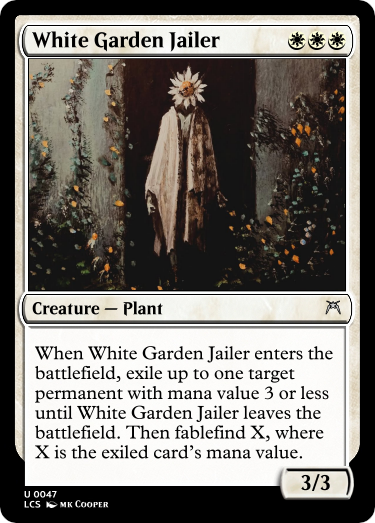 White Garden Jailer
Creature — Plant
When White Garden Jailer enters the
battlefield, exile up to one target
permanent with mana value 3 or less
until White Garden Jailer leaves the
battlefield. Then fablefind X, where
X is the exiled card's mana value.
3/3
U 0047
LCS MK COOPER